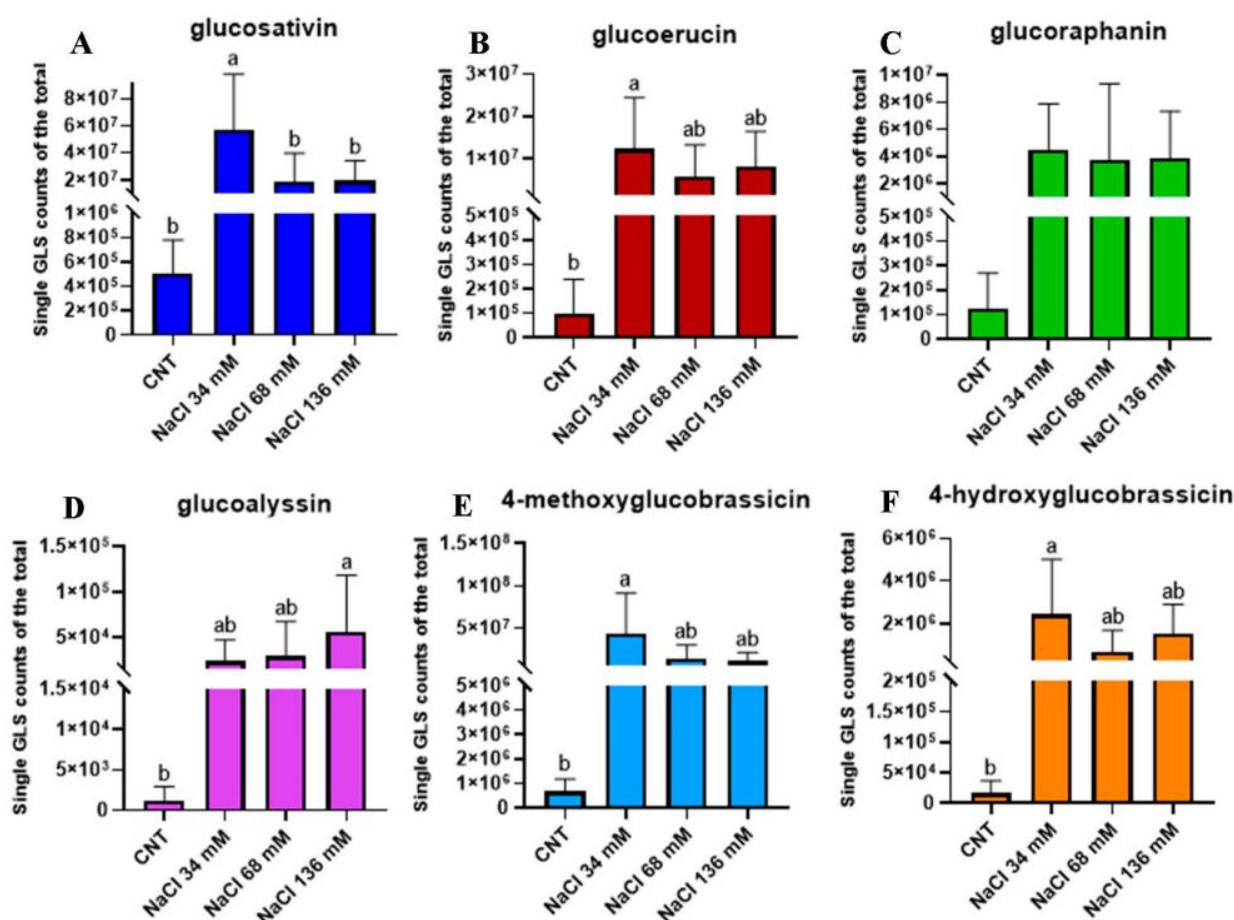 A
glucosativin
Single GLS counts of the total
8×10⁷
6×10⁷
4×10⁷
2×10⁷
1×10⁶
8×10⁵
6×10⁵
4×10⁵
2×10⁵
0
b
a
b
b
CNT
NaCl 34 mM
NaCl 68 mM
NaCl 136 mM
B
glucoerucin
Single GLS counts of the total
3×10⁷
2×10⁷
1×10⁷
5×10⁵
4×10⁵
3×10⁵
2×10⁵
1×10⁵
0
b
a
ab
ab
CNT
NaCl 34 mM
NaCl 68 mM
NaCl 136 mM
C
glucoraphanin
Single GLS counts of the total
1×10⁷
8×10⁶
6×10⁶
4×10⁶
2×10⁶
5×10⁵
4×10⁵
3×10⁵
2×10⁵
1×10⁵
0
CNT
NaCl 34 mM
NaCl 68 mM
NaCl 136 mM
D
glucoalyssin
Single GLS counts of the total
1.5×10⁵
1×10⁵
5×10⁴
1.5×10⁴
1×10⁴
5×10³
0
b
ab
ab
a
CNT
NaCl 34 mM
NaCl 68 mM
NaCl 136 mM
E
4-methoxyglucobrassicin
Single GLS counts of the total
1.5×10⁸
1×10⁸
5×10⁷
5×10⁶
4×10⁶
3×10⁶
2×10⁶
1×10⁶
0
b
a
ab
ab
CNT
NaCl 34 mM
NaCl 68 mM
NaCl 136 mM
F
4-hydroxyglucobrassicin
Single GLS counts of the total
6×10⁶
4×10⁶
2×10⁶
2×10⁵
1.5×10⁵
1×10⁵
5×10⁴
0
b
a
ab
ab
CNT
NaCl 34 mM
NaCl 68 mM
NaCl 136 mM